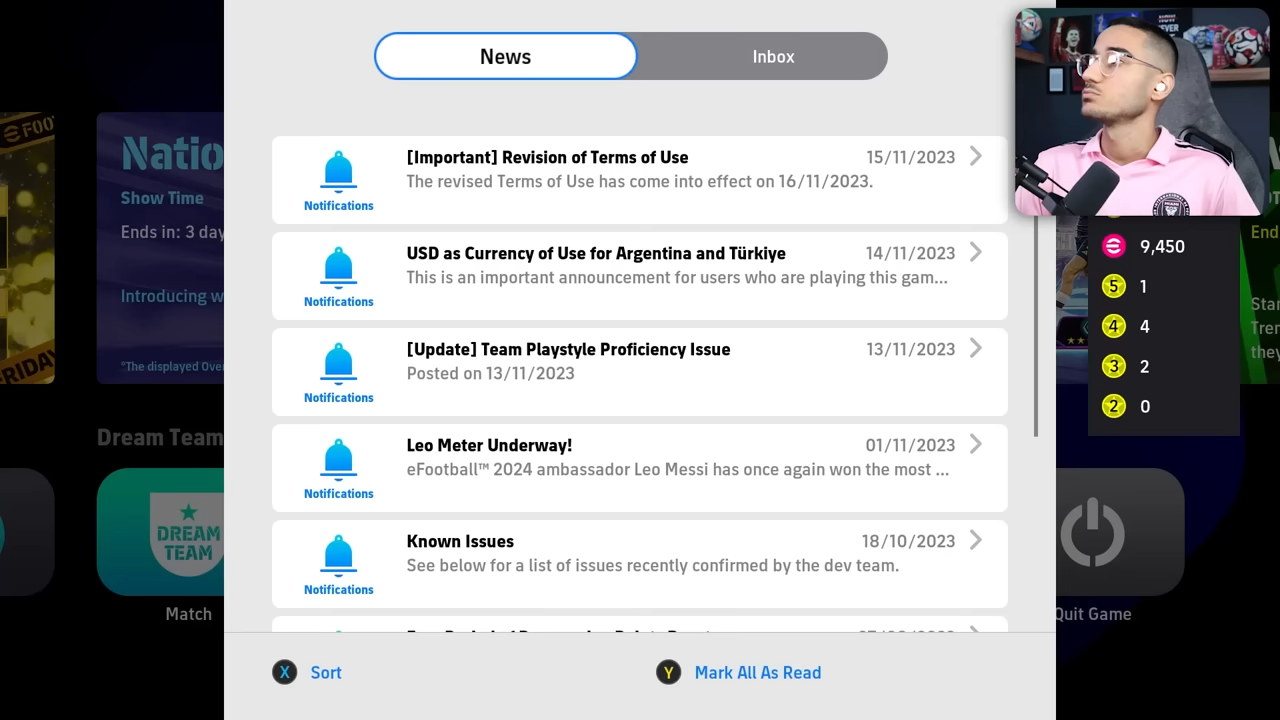 News
Inbox
[Important] Revision of Terms of Use
15/11/2023
The revised Terms of Use has come into effect on 16/11/2023.
Notifications
USD as Currency of Use for Argentina and Türkiye
14/11/2023
This is an important announcement for users who are playing this gam...
Notifications
[Update] Team Playstyle Proficiency Issue
13/11/2023
Posted on 13/11/2023
Notifications
Leo Meter Underway!
01/11/2023
eFootball™ 2024 ambassador Leo Messi has once again won the most ...
Notifications
Known Issues
18/10/2023
See below for a list of issues recently confirmed by the dev team.
Notifications
X Sort
Y Mark All As Read
Natio
Show Time
Ends in: 3 day
Introducing w
*The displayed Over
Dream Team
DREAM
TEAM
Match
9,450
5 1
4 4
3 2
2 0
End
Star
Tren
they
Quit Game